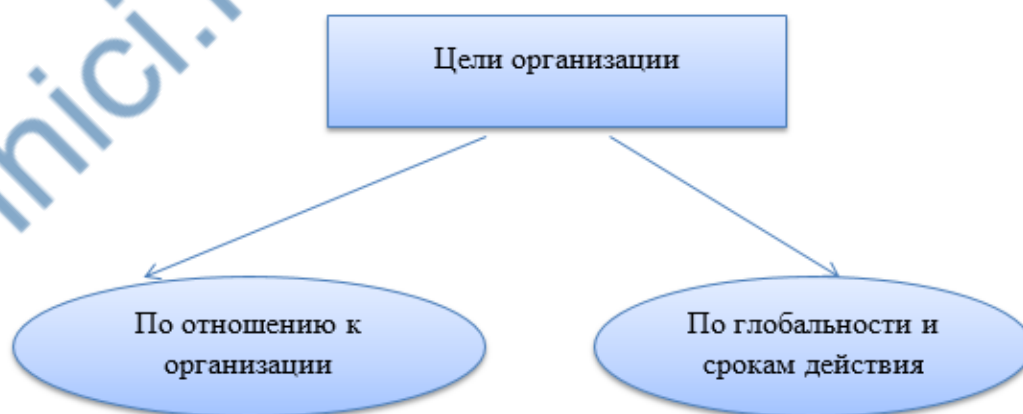 Цели организации
По отношению к
организации
По глобальности и
срокам действия